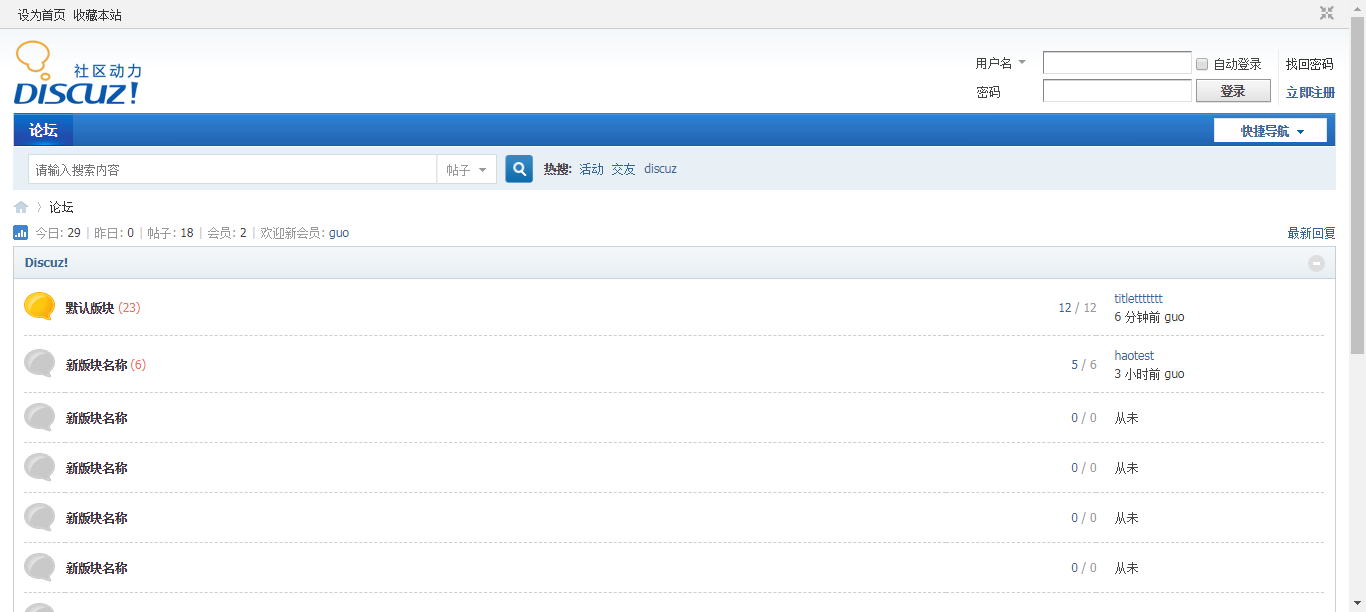 设为首页 收藏本站
社区动力
DISCUZ!
用户名 自动登录 找回密码
密码 登录 立即注册
论坛 快捷导航
请输入搜索内容 帖子 热搜: 活动 交友 discuz
论坛
今日: 29 | 昨日: 0 | 帖子: 18 | 会员: 2 | 欢迎新会员: guo 最新回复
Discuz!
默认版块 (23) 12 / 12 titlettttttt
6 分钟前 guo
新版块名称 (6) 5 / 6 haotest
3 小时前 guo
新版块名称 0 / 0 从未
新版块名称 0 / 0 从未
新版块名称 0 / 0 从未
新版块名称 0 / 0 从未